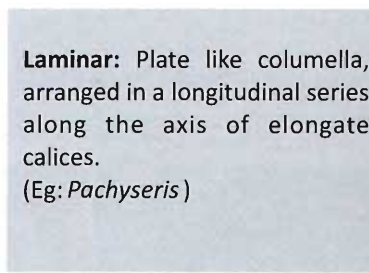 Laminar: Plate like columella,
arranged in a longitudinal series
along the axis of elongate
calices.
(Eg: Pachyseris)